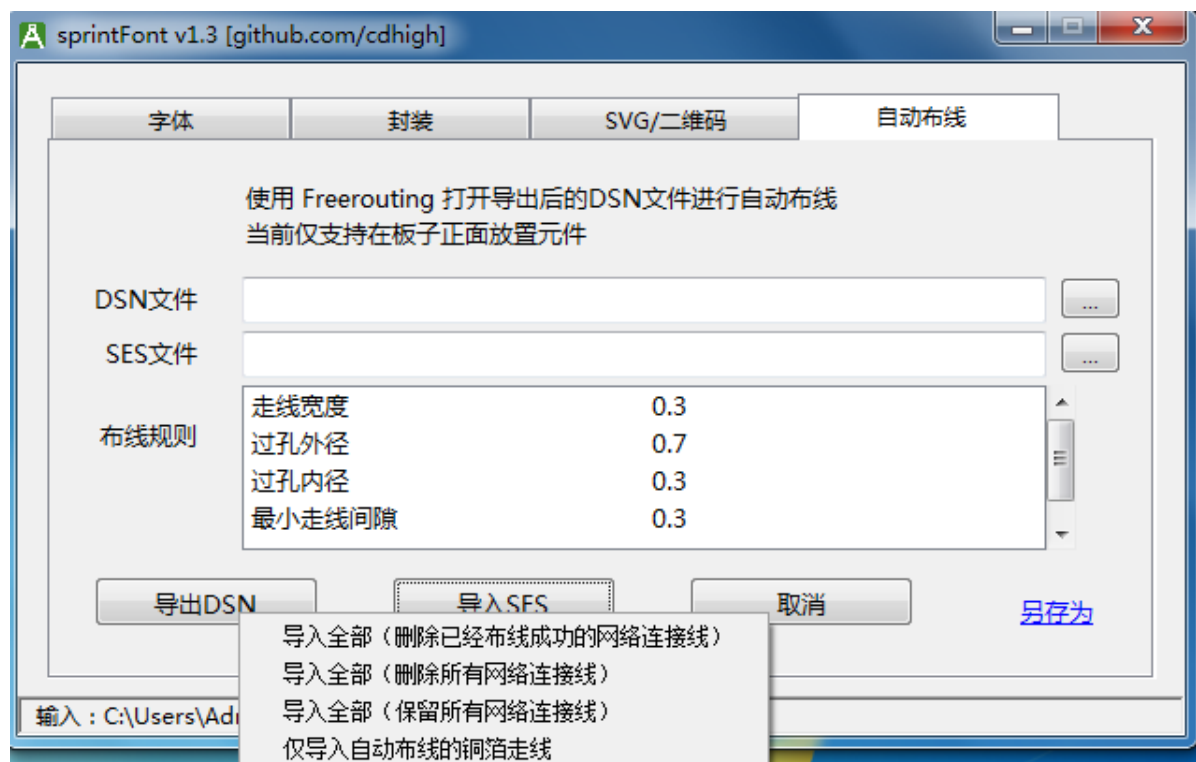 sprintFont v1.3 [github.com/cdhigh]
字体 封装 SVG/二维码 自动布线
使用 Freerouting 打开导出后的DSN文件进行自动布线
当前仅支持在板子正面放置元件
DSN文件 ...
SES文件 ...
布线规则
走线宽度 0.3
过孔外径 0.7
过孔内径 0.3
最小走线间隙 0.3
导出DSN 导入SES 取消 另存为
导入全部（删除已经布线成功的网络连接线）
导入全部（删除所有网络连接线）
导入全部（保留所有网络连接线）
仅导入自动布线的铜箔走线
输入：C:\Users\Ad